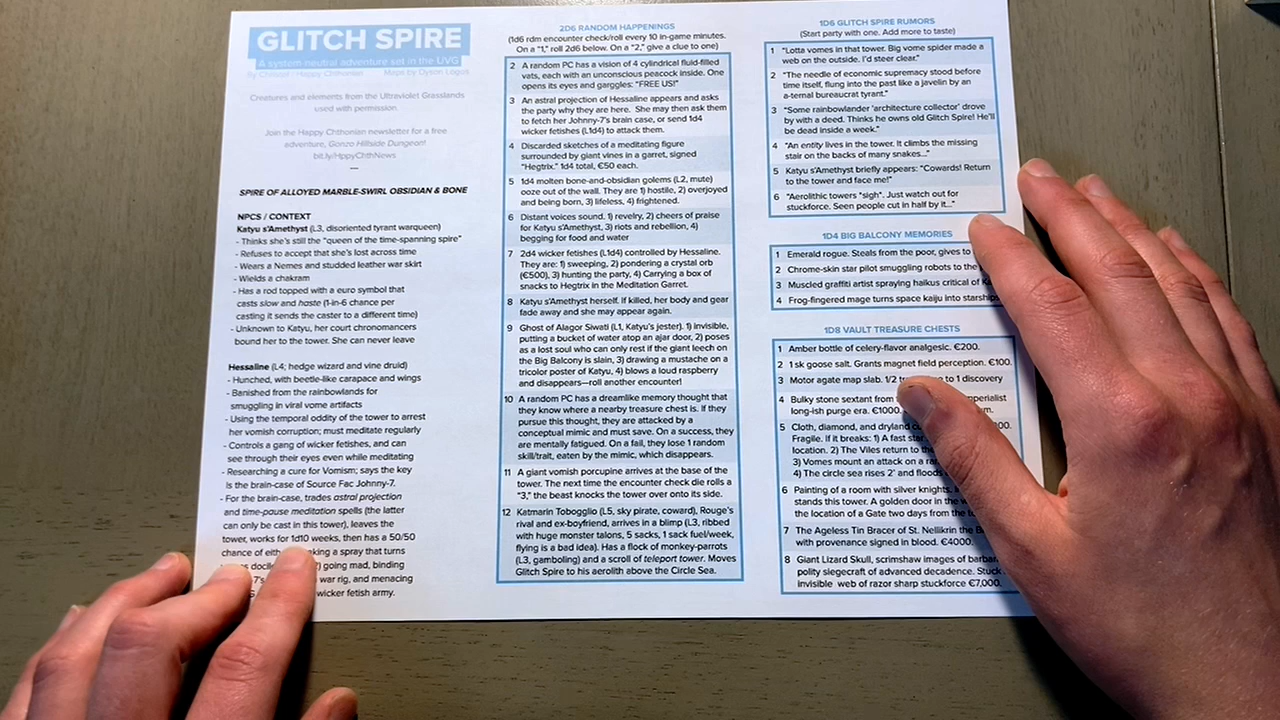 GLITCH SPIRE
A system neutral adventure set in the UVG
By Christof / Happy Chthonian Maps by Dyson Logos
Creatures and elements from the Ultraviolet Grasslands
used with permission.
Join the Happy Chthonian newsletter for a free
adventure, Gonzo Hillside Dungeon!
bit.ly/HppyChthNews
—
SPIRE OF ALLOYED MARBLE-SWIRL OBSIDIAN & BONE
NPCS / CONTEXT
Katyu s'Amethyst (L3, disoriented tyrant warqueen)
- Thinks she's still the "queen of the time-spanning spire"
- Refuses to accept that she's lost across time
- Wears a Nemes and studded leather war skirt
- Wields a chakram
- Has a rod topped with a euro symbol that
casts slow and haste (1-in-6 chance per
casting it sends the caster to a different time)
- Unknown to Katyu, her court chronomancers
bound her to the tower. She can never leave
Hessaline (L4; hedge wizard and vine druid)
- Hunched, with beetle-like carapace and wings
- Banished from the rainbowlands for
smuggling in viral vome artifacts
- Using the temporal oddity of the tower to arrest
her vomish corruption; must meditate regularly
- Controls a gang of wicker fetishes, and can
see through their eyes even while meditating
- Researching a cure for Vomism; says the key
is the brain-case of Source Fac Johnny-7.
- For the brain-case, trades astral projection
and time-pause meditation spells (the latter
can only be cast in this tower), leaves the
tower, works for 1d10 weeks, then has a 50/50
chance of making a spray that turns
going mad, binding
war rig, and menacing
wicker fetish army.
2D6 RANDOM HAPPENINGS
(1d6 rdm encounter check/roll every 10 in-game minutes.
On a "1," roll 2d6 below. On a "2," give a clue to one)
2 A random PC has a vision of 4 cylindrical fluid-filled
vats, each with an unconscious peacock inside. One
opens its eyes and garggles: "FREE US!"
3 An astral projection of Hessaline appears and asks
the party why they are here. She may then ask them
to fetch her Johnny-7's brain case, or send 1d4
wicker fetishes (L1d4) to attack them.
4 Discarded sketches of a meditating figure
surrounded by giant vines in a garret, signed
"Hegtrix." 1d4 total, €50 each.
5 1d4 molten bone-and-obsidian golems (L2, mute)
ooze out of the wall. They are 1) hostile, 2) overjoyed
and being born, 3) lifeless, 4) frightened.
6 Distant voices sound. 1) revelry, 2) cheers of praise
for Katyu s'Amethyst, 3) riots and rebellion, 4)
begging for food and water
7 2d4 wicker fetishes (L1d4) controlled by Hessaline.
They are: 1) sweeping, 2) pondering a crystal orb
(€500), 3) hunting the party, 4) Carrying a box of
snacks to Hegtrix in the Meditation Garret.
8 Katyu s'Amethyst herself. If killed, her body and gear
fade away and she may appear again.
9 Ghost of Alagor Siwati (L1, Katyu's jester). 1) invisible,
putting a bucket of water atop an ajar door, 2) poses
as a lost soul who can only rest if the giant leech on
the Big Balcony is slain, 3) drawing a mustache on a
tricolor poster of Katyu, 4) blows a loud raspberry
and disappears—roll another encounter!
10 A random PC has a dreamlike memory thought that
they know where a nearby treasure chest is. If they
pursue this thought, they are attacked by a
conceptual mimic and must save. On a success, they
are mentally fatigued. On a fail, they lose 1 random
skill/trait, eaten by the mimic, which disappears.
11 A giant vomish porcupine arrives at the base of the
tower. The next time the encounter check die rolls a
"3," the beast knocks the tower over onto its side.
12 Katmarin Tobogglio (L5, sky pirate, coward), Rouge's
rival and ex-boyfriend, arrives in a blimp (L3, ribbed
with huge monster talons, 5 sacks, 1 sack fuel/week,
flying is a bad idea). Has a flock of monkey-parrots
(L3, gamboling) and a scroll of teleport tower. Moves
Glitch Spire to his aerolith above the Circle Sea.
1D6 GLITCH SPIRE RUMORS
(Start party with one. Add more to taste)
1 "Lotta vomes in that tower. Big vome spider made a
web on the outside. I'd steer clear."
2 "The needle of economic supremacy stood before
time itself, flung into the past like a javelin by an
a-ternal bureaucrat tyrant."
3 "Some rainbowlander 'architecture collector' drove
by with a deed. Thinks he owns old Glitch Spire! He'll
be dead inside a week."
4 "An entity lives in the tower. It climbs the missing
stair on the backs of many snakes..."
5 Katyu s'Amethyst briefly appears: "Cowards! Return
to the tower and face me!"
6 "Aerolithic towers *sigh*. Just watch out for
stuckforce. Seen people cut in half by it..."
1D4 BIG BALCONY MEMORIES
1 Emerald rogue. Steals from the poor, gives to
2 Chrome-skin star pilot smuggling robots to the
3 Muscled graffiti artist spraying haikus critical of
4 Frog-fingered mage turns space kaiju into starships
1D8 VAULT TREASURE CHESTS
1 Amber bottle of celery-flavor analgesic. €200.
2 1 sk goose salt. Grants magnet field perception. €100.
3 Motor agate map slab. 1/2 to 1 discovery
4 Bulky stone sextant from imperialist
long-ish purge era. €1000.
5 Cloth, diamond, and dryland
Fragile. If it breaks: 1) A fast
location. 2) The Viles return to
3) Vomes mount an attack on a
4) The circle sea rises 2' and floods
6 Painting of a room with silver knights,
stands this tower. A golden door in the
the location of a Gate two days from the
7 The Ageless Tin Bracer of St. Nellikrin the
with provenance signed in blood. €4000.
8 Giant Lizard Skull, scrimshaw images of
polity siegecraft of advanced decadence. Stuck
invisible web of razor sharp stuckforce €7,000.